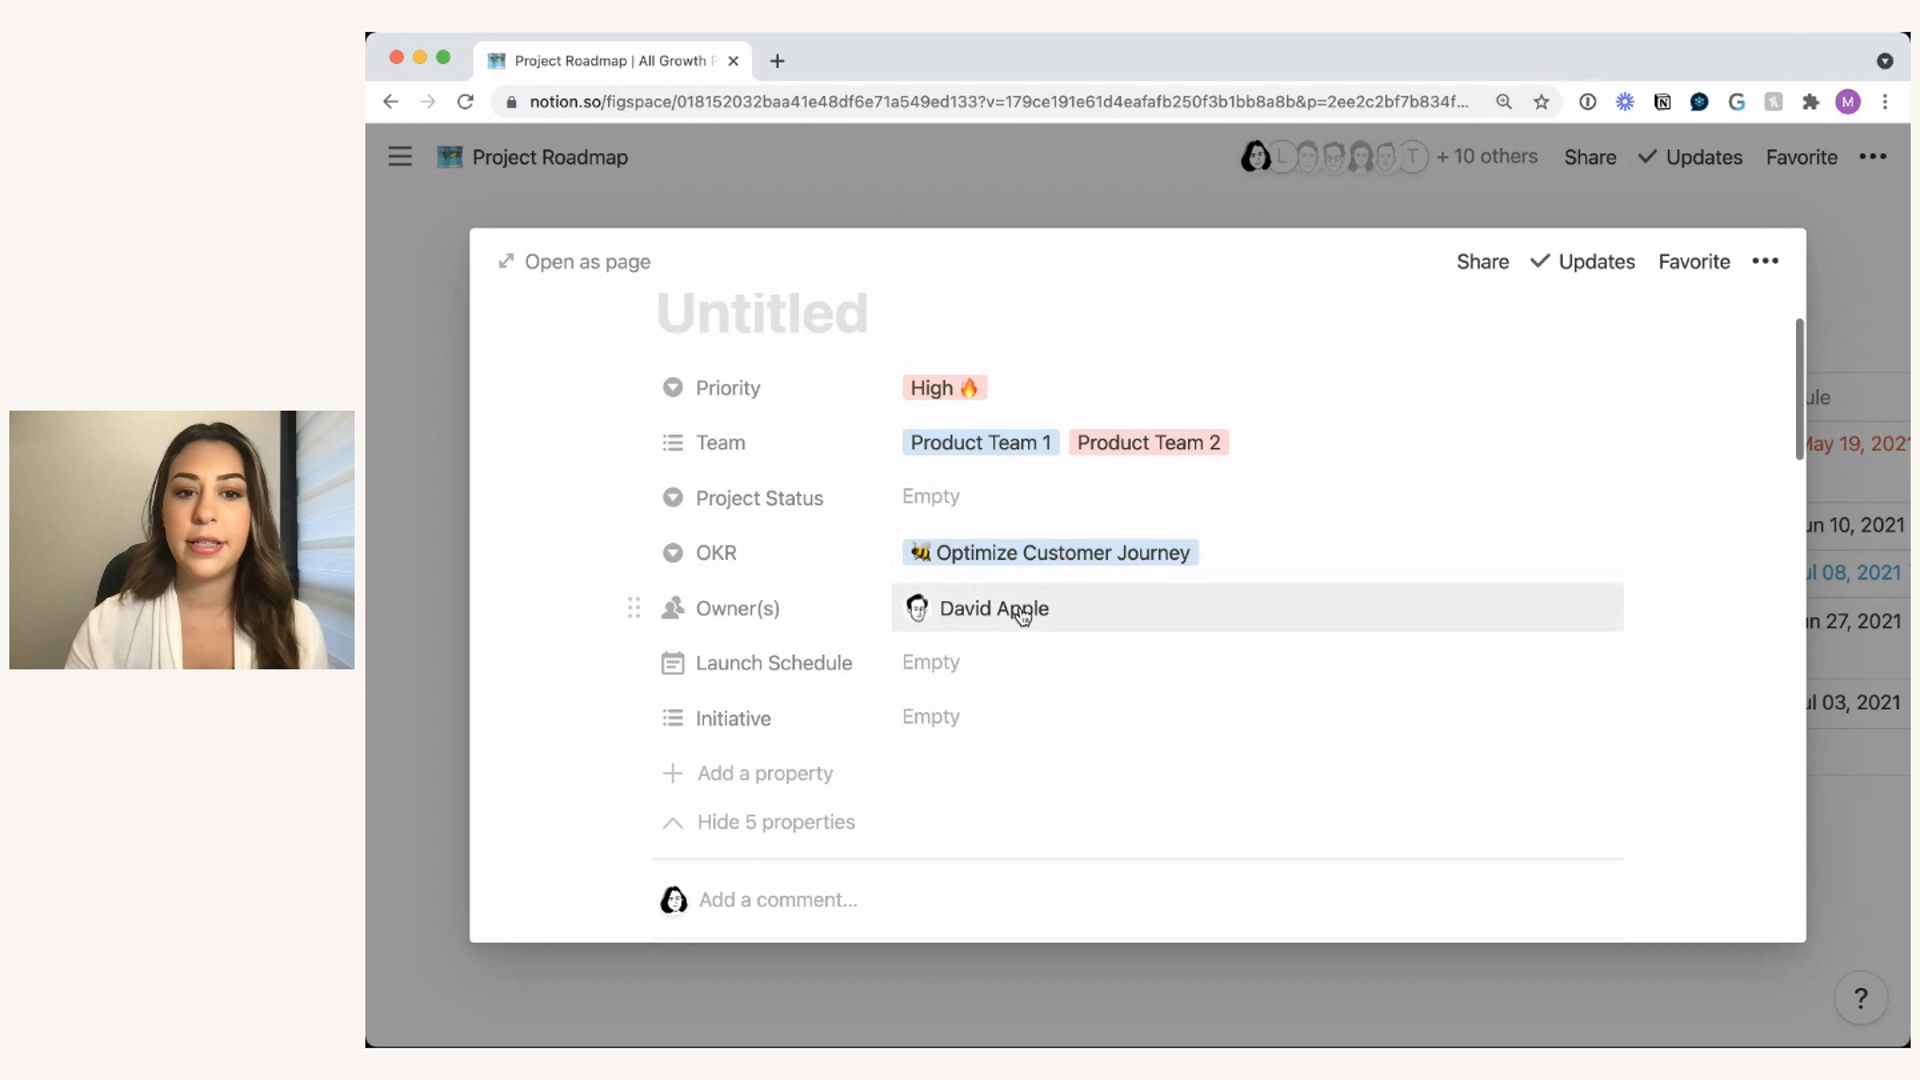 Project Roadmap | All Growth P
notion.so/figspace/018152032baa41e48df6e71a549ed133?v=179ce191e61d4eafafb250f3b1bb8a8b&p=2ee2c2bf7b834f...
M
Project Roadmap
L
T
+ 10 others
Share
Updates
Favorite
Open as page
Share
Updates
Favorite
Untitled
Priority
High 🔥
Team
Product Team 1
Product Team 2
Project Status
Empty
OKR
🐝 Optimize Customer Journey
Owner(s)
David Apple
Launch Schedule
Empty
Initiative
Empty
Add a property
Hide 5 properties
Add a comment...
ule
May 19, 202
un 10, 2021
ul 08, 2021
un 27, 2021
ul 03, 2021
?